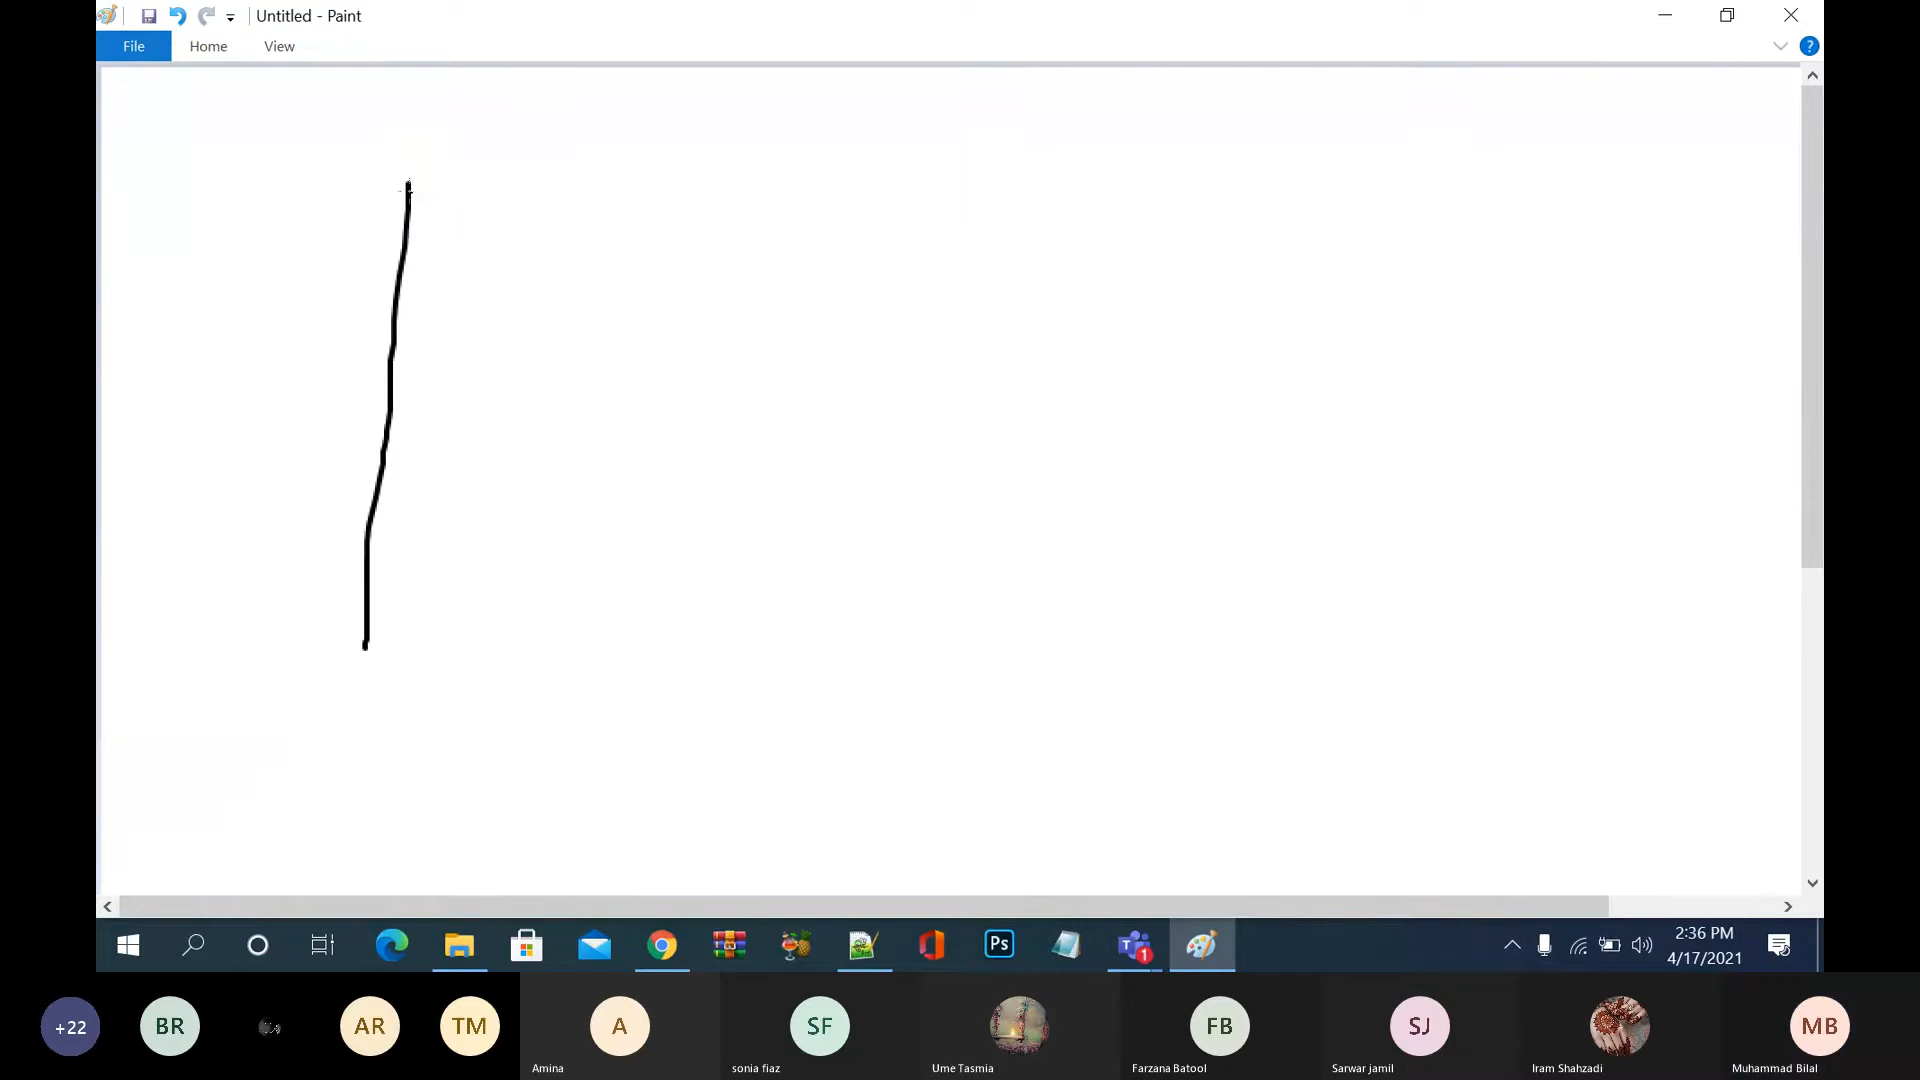 Untitled - Paint
File Home View
?
Ps
1
2:36 PM
4/17/2021
+22
BR
AR
TM
A
SF
FB
SJ
MB
Amina
sonia fiaz
Ume Tasmia
Farzana Batool
Sarwar jamil
Iram Shahzadi
Muhammad Bilal